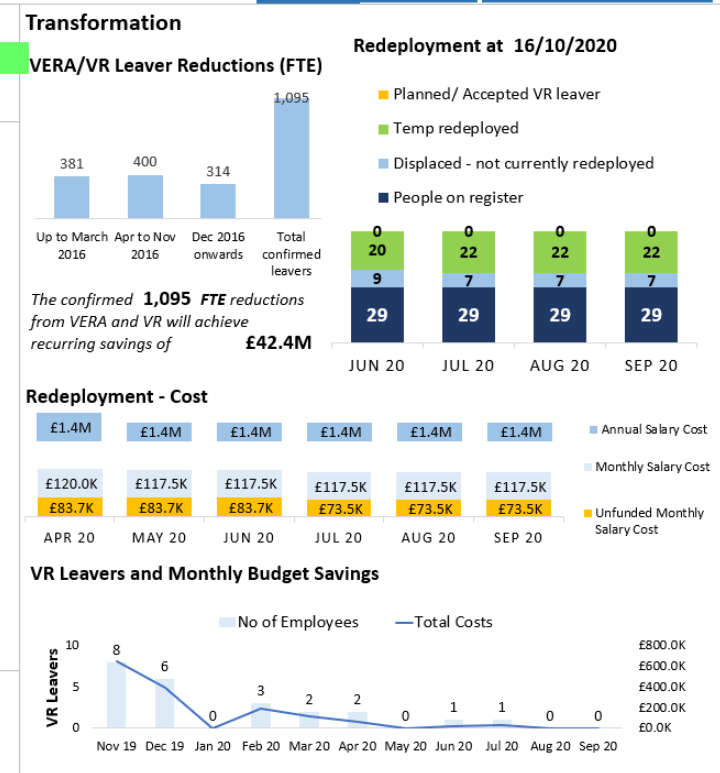 Transformation
VERA/VR Leaver Reductions (FTE)
1,095
381
400
314
Up to March 2016
Apr to Nov 2016
Dec 2016 onwards
Total confirmed leavers
The confirmed 1,095 FTE reductions
from VERA and VR will achieve
recurring savings of £42.4M
Redeployment at 16/10/2020
Planned/ Accepted VR leaver
Temp redeployed
Displaced - not currently redeployed
People on register
0 0 0 0
20 22 22 22
9 7 7 7
29 29 29 29
JUN 20 JUL 20 AUG 20 SEP 20
Redeployment - Cost
£1.4M £1.4M £1.4M £1.4M £1.4M £1.4M
£120.0K £117.5K £117.5K £117.5K £117.5K £117.5K
£83.7K £83.7K £83.7K £73.5K £73.5K £73.5K
APR 20 MAY 20 JUN 20 JUL 20 AUG 20 SEP 20
Annual Salary Cost
Monthly Salary Cost
Unfunded Monthly
Salary Cost
VR Leavers and Monthly Budget Savings
No of Employees Total Costs
VR Leavers
10
5
0
8 6 0 3 2 2 0 1 1 0 0
£800.0K
£600.0K
£400.0K
£200.0K
£0.0K
Nov 19 Dec 19 Jan 20 Feb 20 Mar 20 Apr 20 May 20 Jun 20 Jul 20 Aug 20 Sep 20